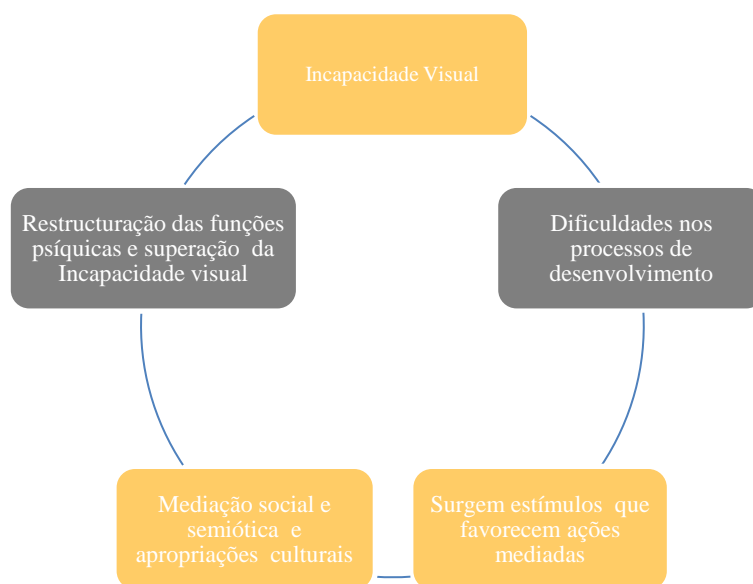 Incapacidade Visual
Restructuração das funções
psíquicas e superação da
Incapacidade visual
Dificuldades nos
processos de
desenvolvimento
Mediação social e
semiótica e
apropriações culturais
Surgem estímulos que
favorecem ações
mediadas